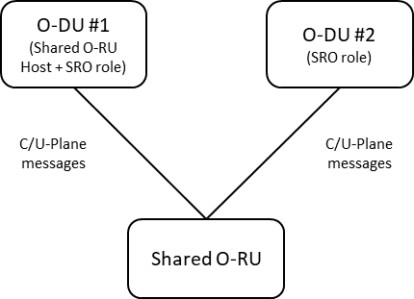 O-DU #1
(Shared O-RU
Host + SRO role)
O-DU #2
(SRO role)
C/U-Plane
messages
C/U-Plane
messages
Shared O-RU